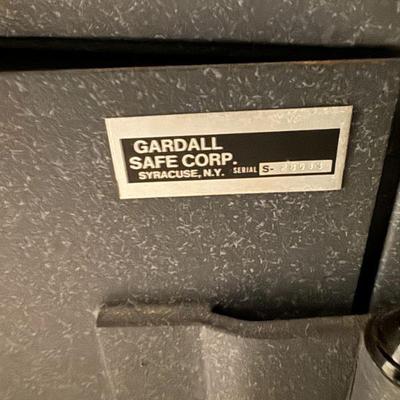 GARDALL
SAFE CORP.
SYRACUSE, N.Y. SERIAL S-